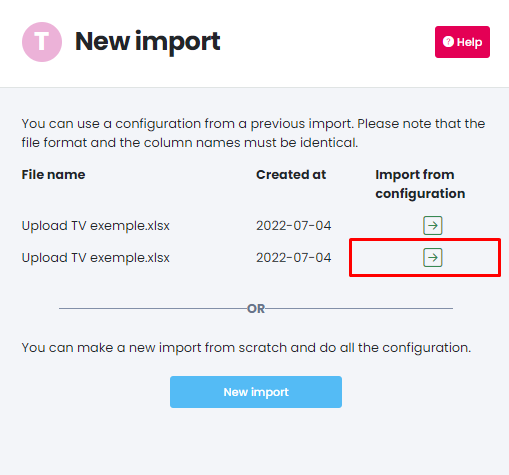 T New import
Help
You can use a configuration from a previous import. Please note that the
file format and the column names must be identical.
File name Created at Import from
configuration
Upload TV exemple.xlsx 2022-07-04
Upload TV exemple.xlsx 2022-07-04
OR
You can make a new import from scratch and do all the configuration.
New import